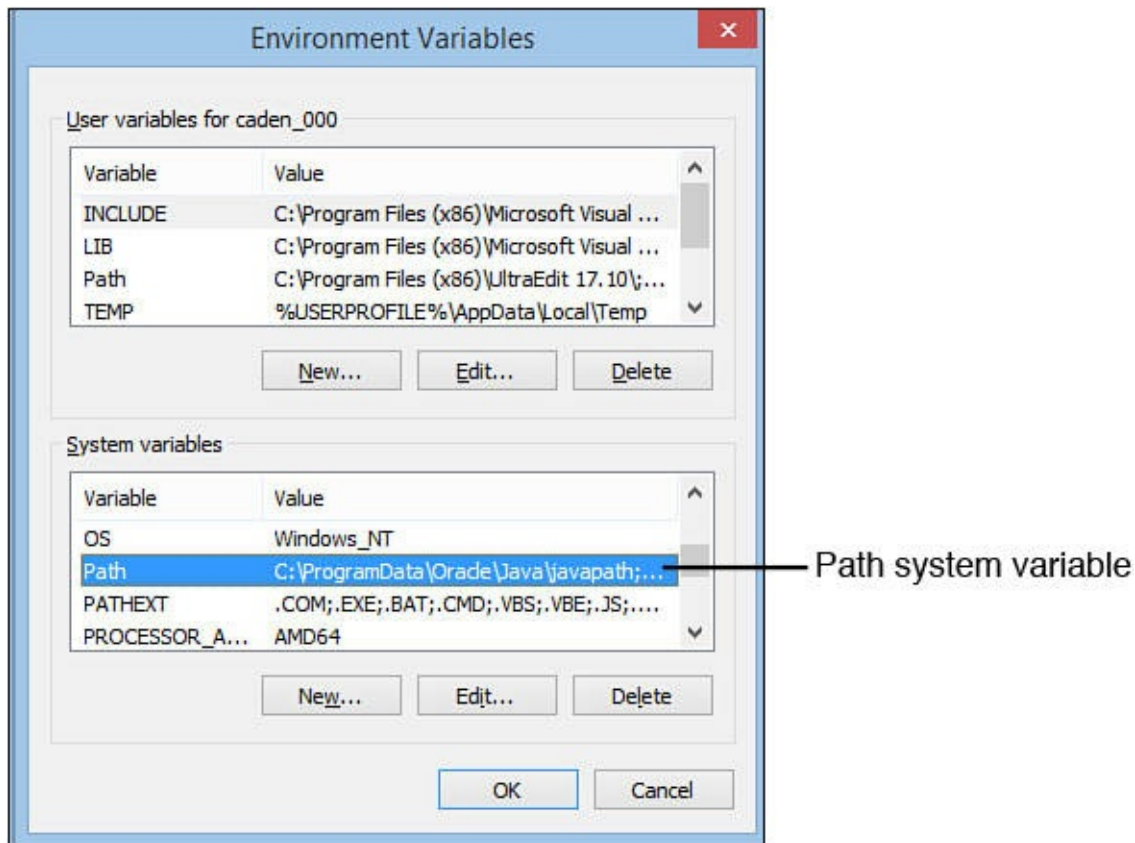 Environment Variables
User variables for caden_000
Variable Value
INCLUDE C:\Program Files (x86)\Microsoft Visual ...
LIB C:\Program Files (x86)\Microsoft Visual ...
Path C:\Program Files (x86)\UltraEdit 17.10\;...
TEMP %USERPROFILE%\AppData\Local\Temp
New... Edit... Delete
System variables
Variable Value
OS Windows_NT
Path C:\ProgramData\Oracle\Java\javapath;...
Path system variable
PATHEXT .COM;.EXE;.BAT;.CMD;.VBS;.VBE;.JS;....
PROCESSOR_A... AMD64
New... Edit... Delete
OK Cancel